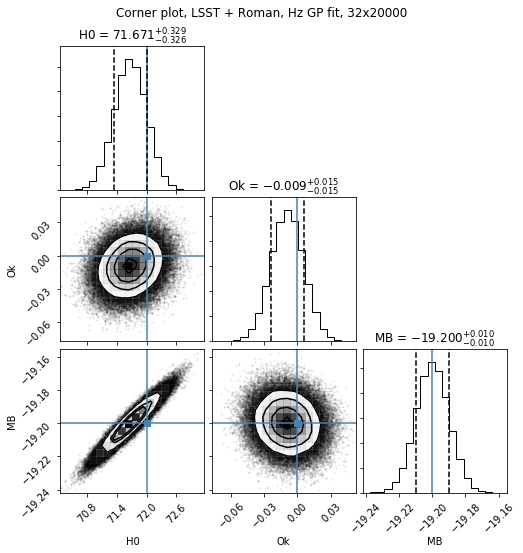 Corner plot, LSST + Roman, Hz GP fit, 32x20000
H0 = 71.671+0.329 −0.326
Ok = −0.009+0.015 −0.015
0.03
0.00
−0.03
−0.06
Ok
MB = −19.200+0.010 −0.010
−19.16
−19.18
−19.20
−19.22
−19.24
MB
70.8
71.4
72.0
72.6
−0.06
−0.03
0.00
0.03
−19.24
−19.22
−19.20
−19.18
−19.16
H0
Ok
MB